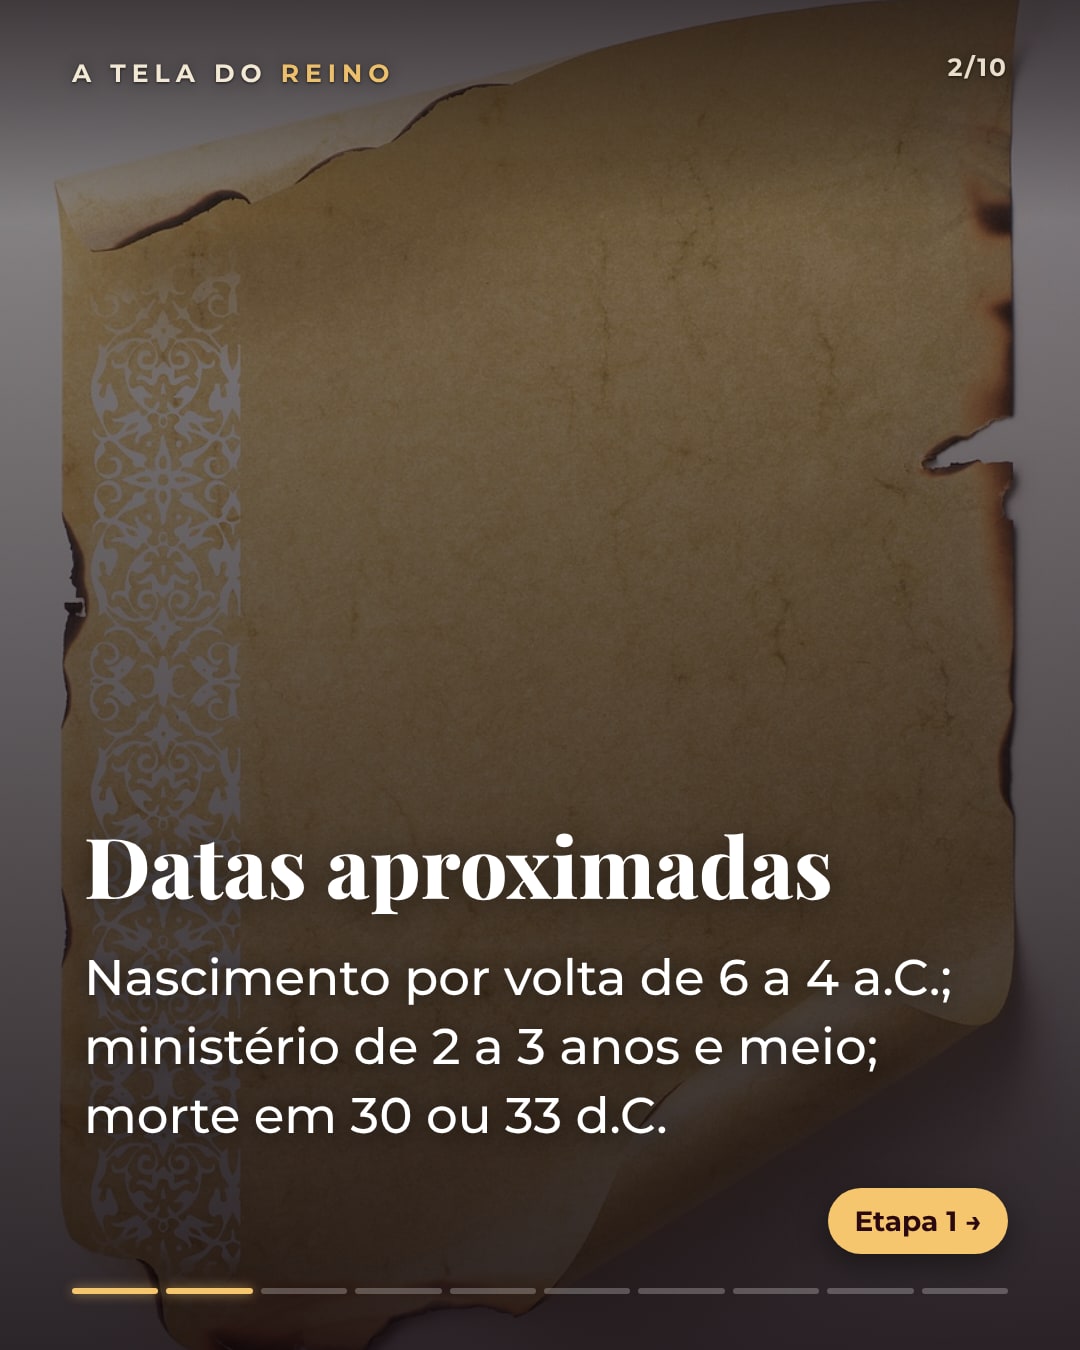 A TELA DO REINO
2/10
Datas aproximadas
Nascimento por volta de 6 a 4 a.C.;
ministério de 2 a 3 anos e meio;
morte em 30 ou 33 d.C.
Etapa 1 →